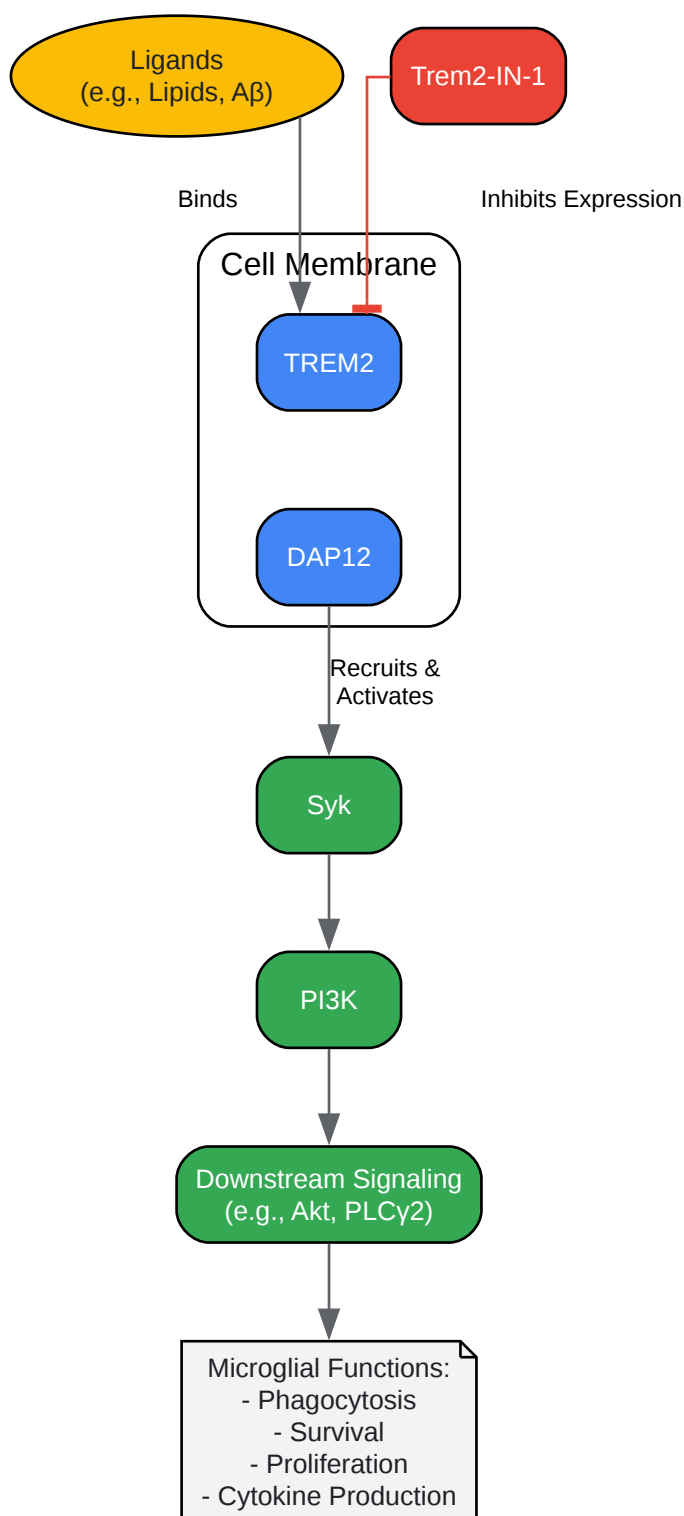 Ligands
(e.g., Lipids, Aβ)
Trem2-IN-1
Binds
Inhibits Expression
Cell Membrane
TREM2
DAP12
Recruits &
Activates
Syk
PI3K
Downstream Signaling
(e.g., Akt, PLCγ2)
Microglial Functions:
- Phagocytosis
- Survival
- Proliferation
- Cytokine Production